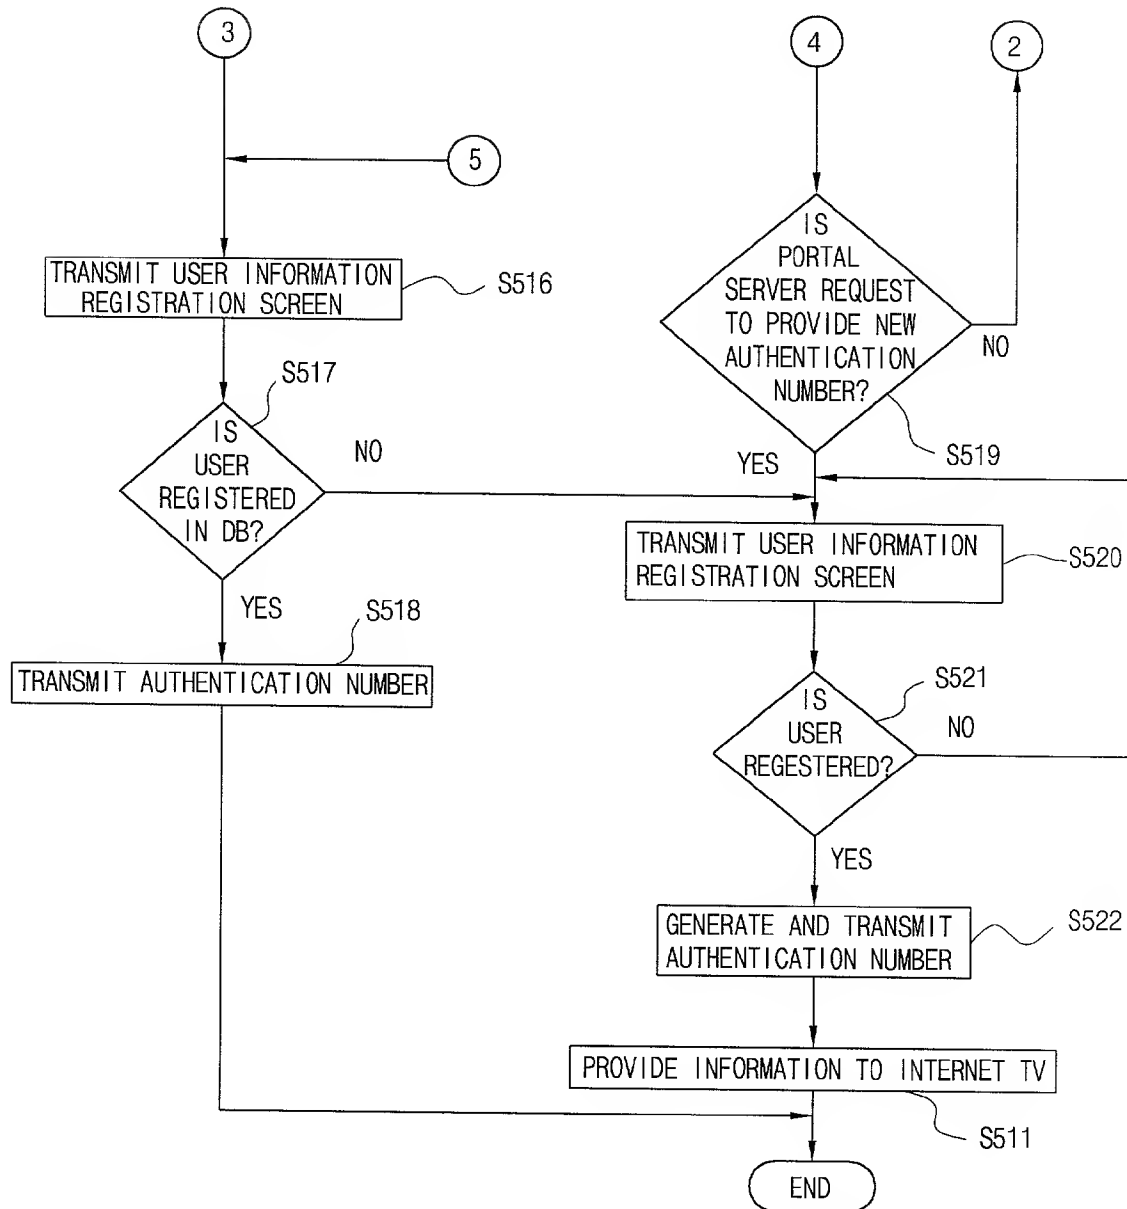 3
4
2
5
TRANSMIT USER INFORMATION
REGISTRATION SCREEN
S516
IS
PORTAL
SERVER REQUEST
TO PROVIDE NEW
AUTHENTICATION
NUMBER?
NO
S519
YES
S517
IS
USER
REGISTERED
IN DB?
NO
YES
S518
TRANSMIT AUTHENTICATION NUMBER
TRANSMIT USER INFORMATION
REGISTRATION SCREEN
S520
S521
IS
USER
REGESTERED?
NO
YES
GENERATE AND TRANSMIT
AUTHENTICATION NUMBER
S522
PROVIDE INFORMATION TO INTERNET TV
S511
END